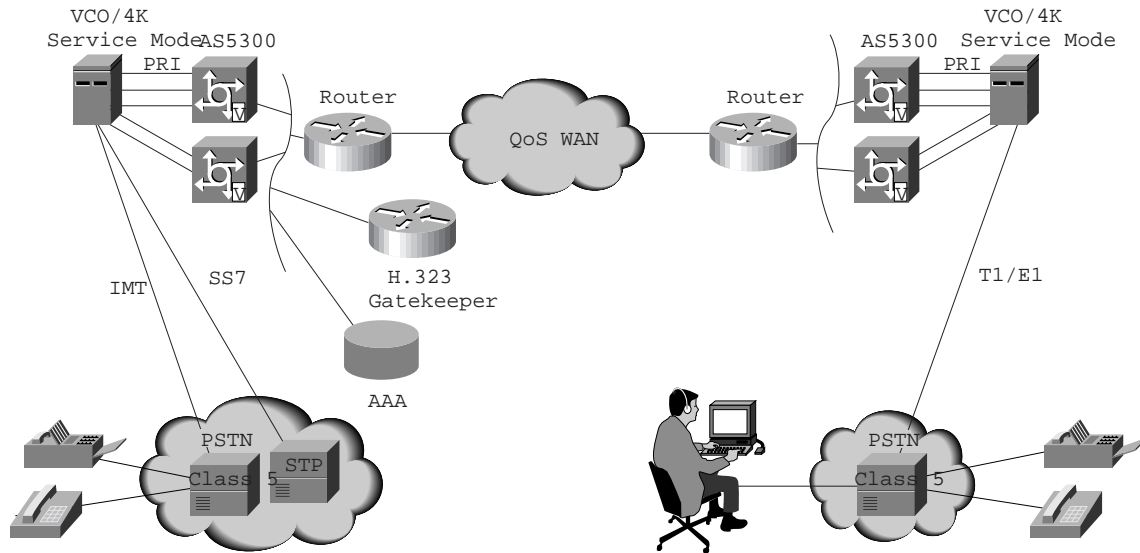 VCO/4K
Service Mode
AS5300
PRI
Router
QoS WAN
Router
AS5300
VCO/4K
Service Mode
PRI
V
V
V
V
H.323
Gatekeeper
IMT
SS7
T1/E1
AAA
PSTN
STP
Class 5
PSTN
Class 5